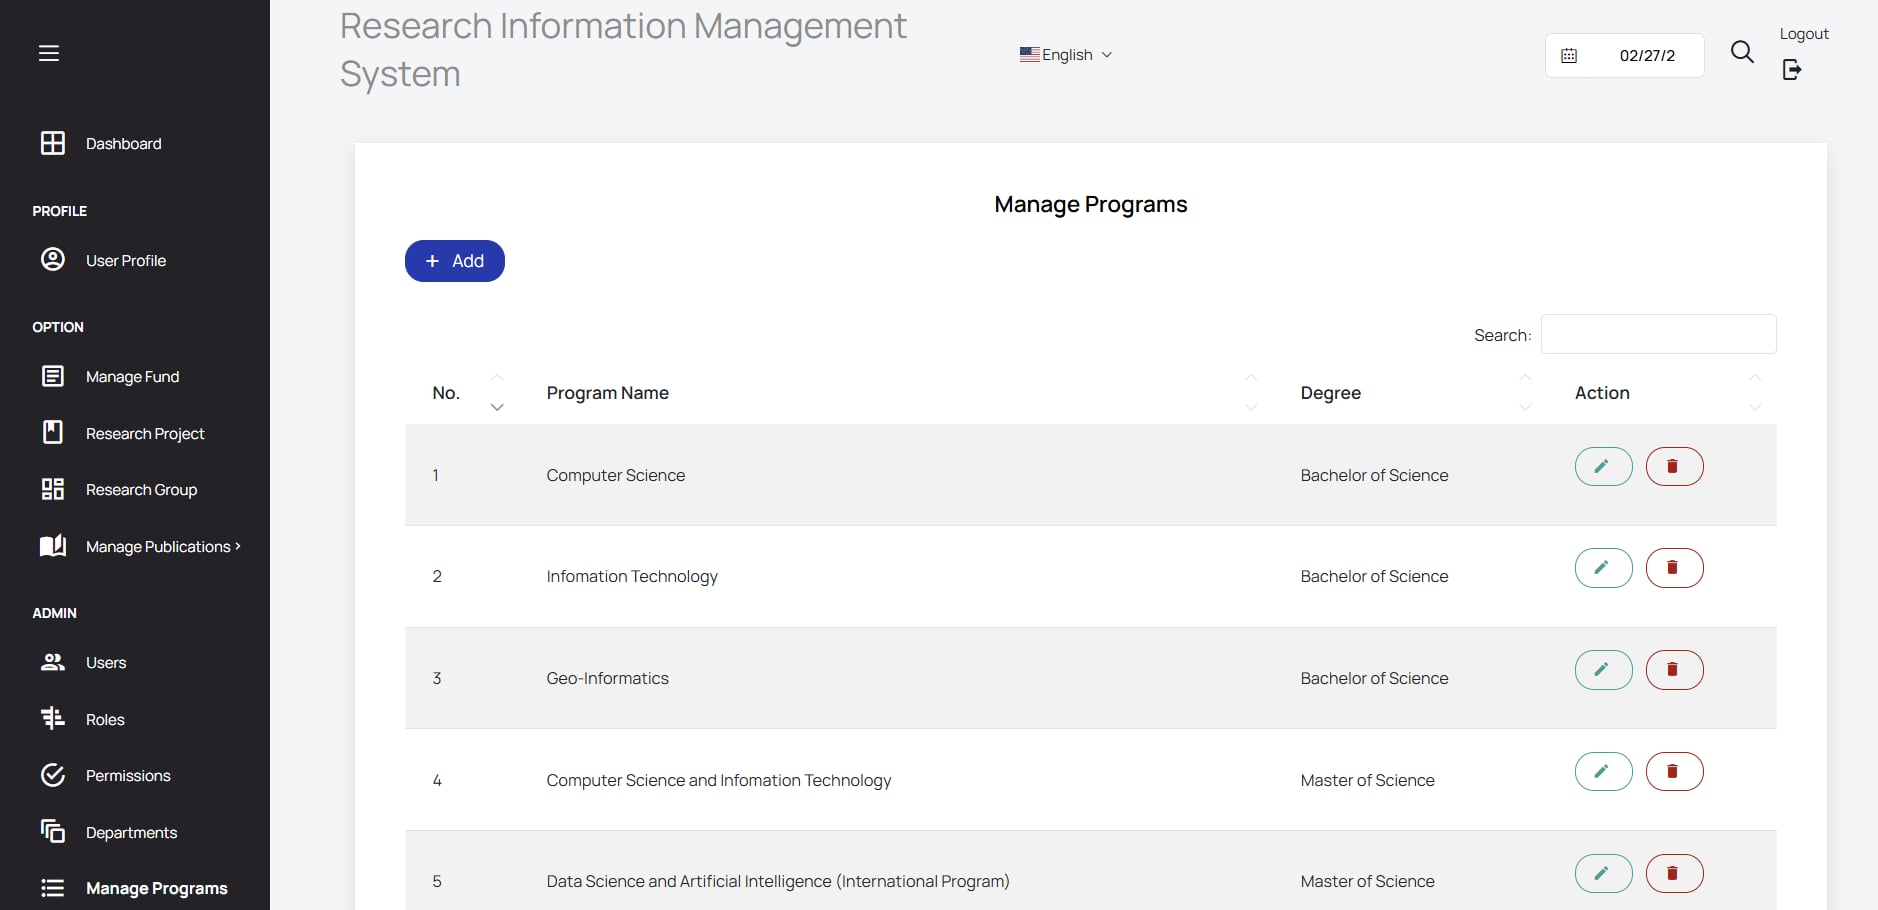 Research Information Management
System
English
02/27/2
Logout
Dashboard
PROFILE
User Profile
OPTION
Manage Fund
Research Project
Research Group
Manage Publications
ADMIN
Users
Roles
Permissions
Departments
Manage Programs
Manage Programs
+ Add
Search:
No. Program Name Degree Action
1 Computer Science Bachelor of Science
2 Infomation Technology Bachelor of Science
3 Geo-Informatics Bachelor of Science
4 Computer Science and Infomation Technology Master of Science
5 Data Science and Artificial Intelligence (International Program) Master of Science